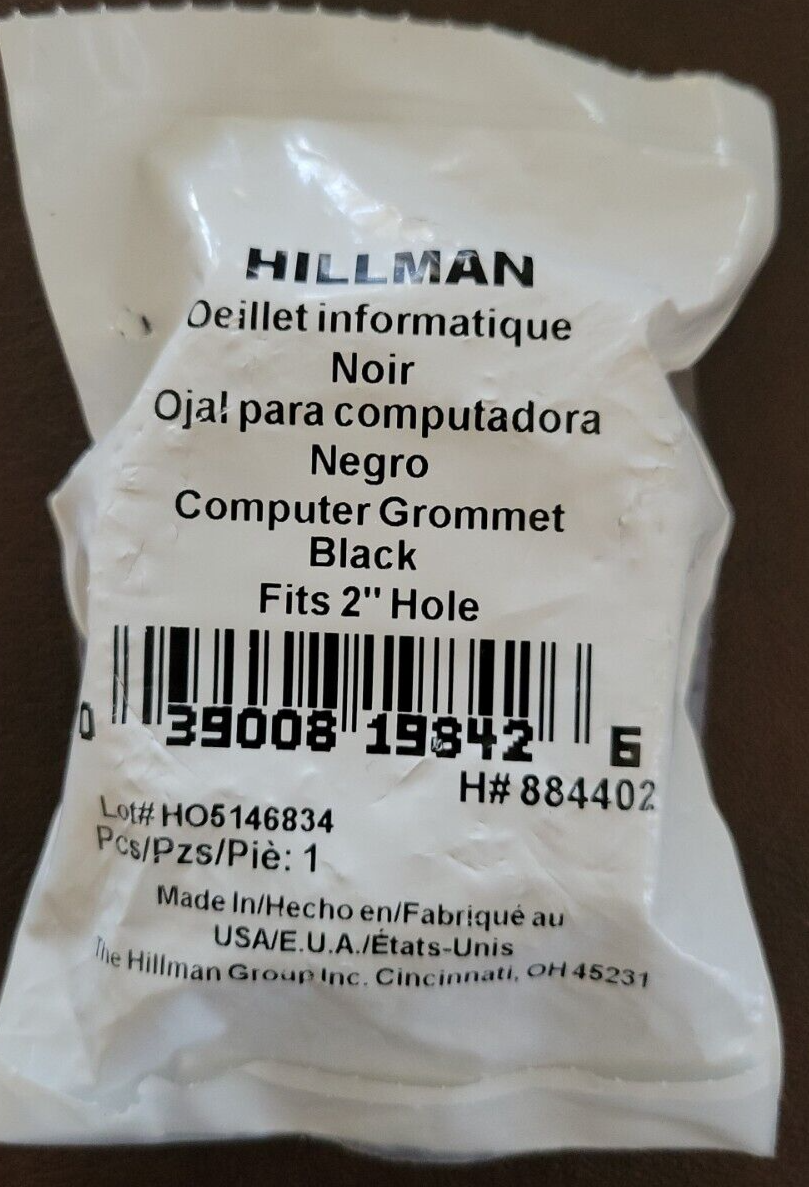 HILLMAN
Oeillet informatique
Noir
Ojal para computadora
Negro
Computer Grommet
Black
Fits 2" Hole
0 39008 19842 6
H# 884402
Lot# HO5146834
Pcs/Pzs/Piè: 1
Made In/Hecho en/Fabriqué au
USA/E.U.A./États-Unis
The Hillman Group Inc. Cincinnati, OH 45231